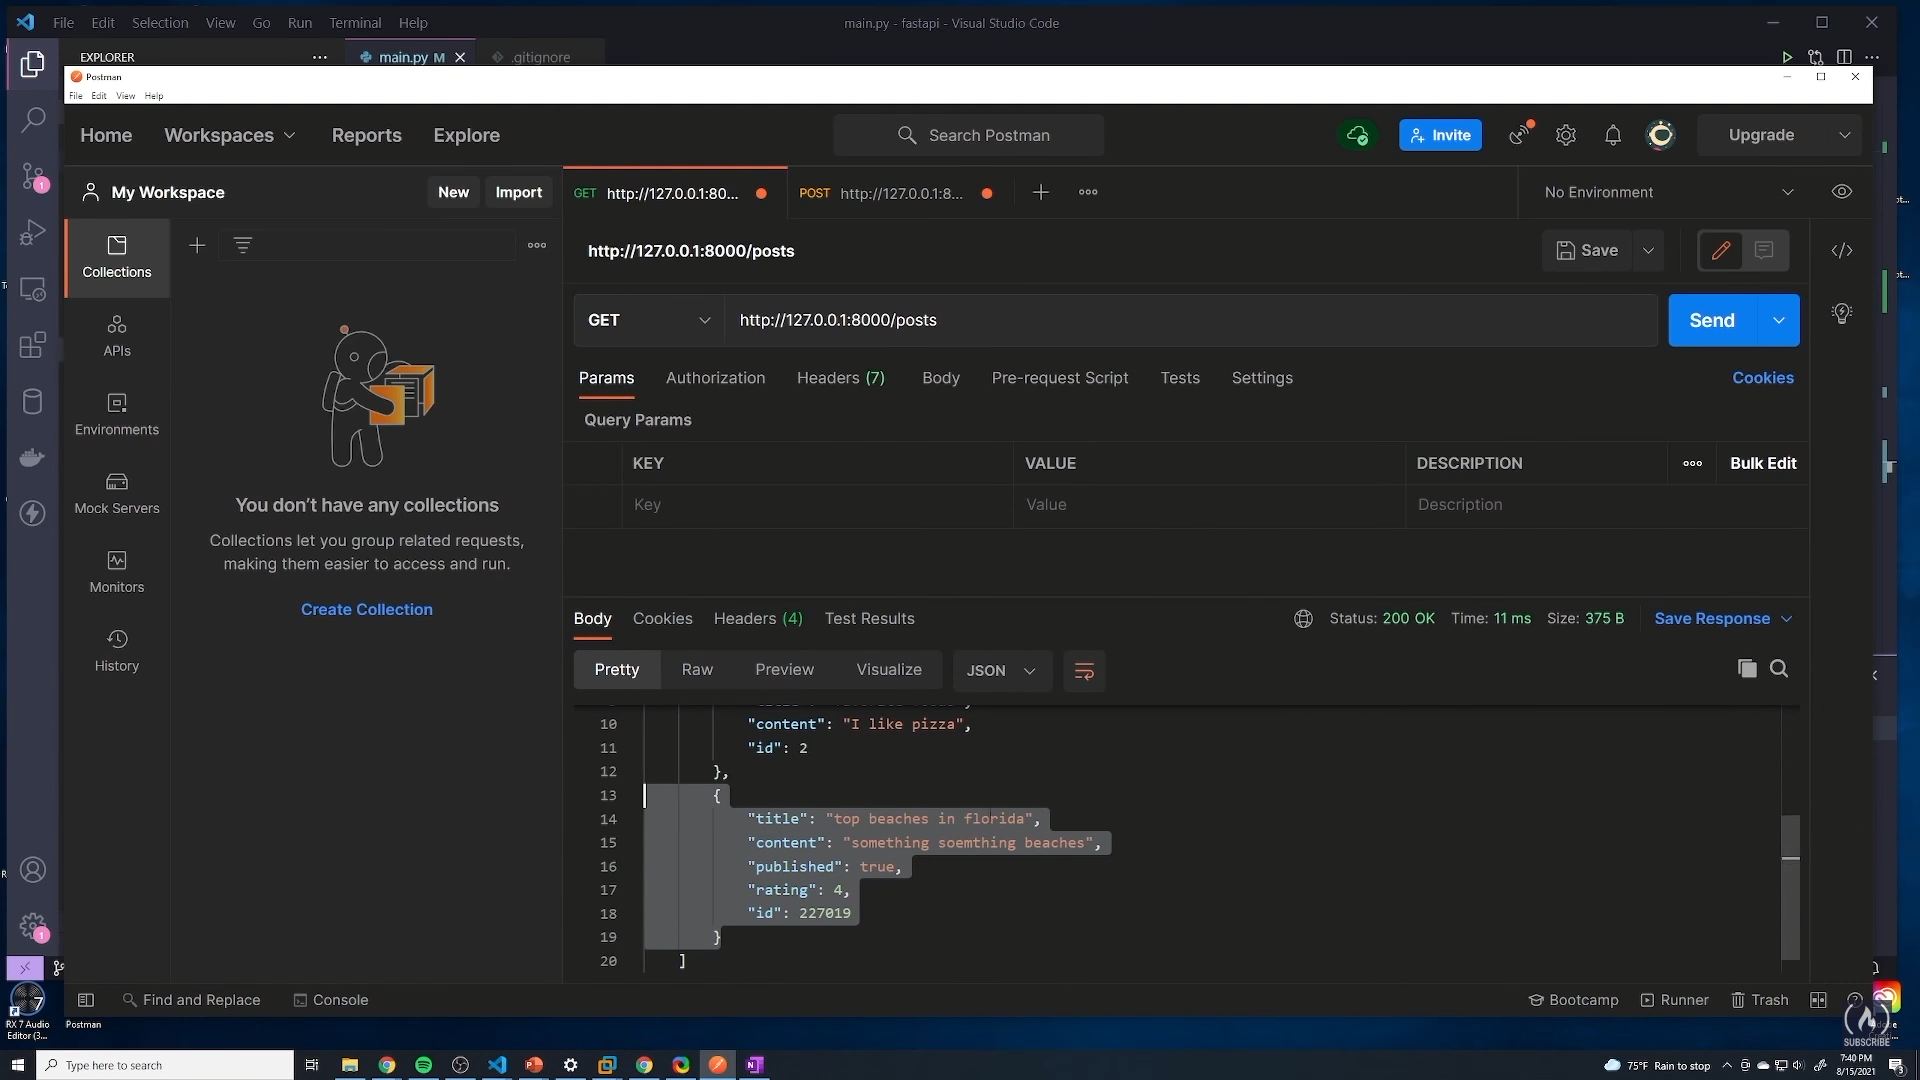 File Edit Selection View Go Run Terminal Help
main.py - fastapi - Visual Studio Code
EXPLORER
main.py M
.gitignore
Postman
File Edit View Help
Home Workspaces Reports Explore
Search Postman
Invite
Upgrade
My Workspace
New
Import
GET http://127.0.0.1:80...
POST http://127.0.0.1:8...
No Environment
Collections
APIs
Environments
Mock Servers
Monitors
History
You don't have any collections
Collections let you group related requests,
making them easier to access and run.
Create Collection
http://127.0.0.1:8000/posts
Save
GET
http://127.0.0.1:8000/posts
Send
Params Authorization Headers (7) Body Pre-request Script Tests Settings
Cookies
Query Params
KEY VALUE DESCRIPTION
Bulk Edit
Key Value Description
Body Cookies Headers (4) Test Results
Status: 200 OK Time: 11 ms Size: 375 B
Save Response
Pretty Raw Preview Visualize JSON
10 "content": "I like pizza",
11 "id": 2
12 },
13 {
14 "title": "top beaches in florida",
15 "content": "something soemthing beaches",
16 "published": true,
17 "rating": 4,
18 "id": 227019
19 }
20 ]
Find and Replace
Console
Bootcamp
Runner
Trash
RX 7 Audio
Editor (3...
Postman
SUBSCRIBE
Type here to search
75°F Rain to stop
7:40 PM
8/15/2021